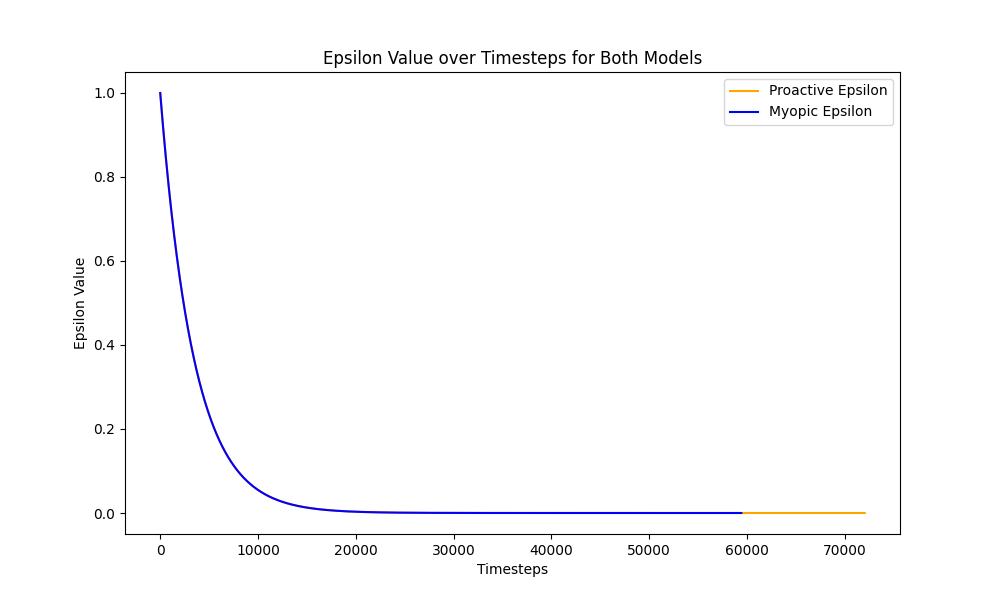 Epsilon Value over Timesteps for Both Models
Proactive Epsilon
Myopic Epsilon
1.0
0.8
0.6
0.4
0.2
0.0
Epsilon Value
0 10000 20000 30000 40000 50000 60000 70000
Timesteps